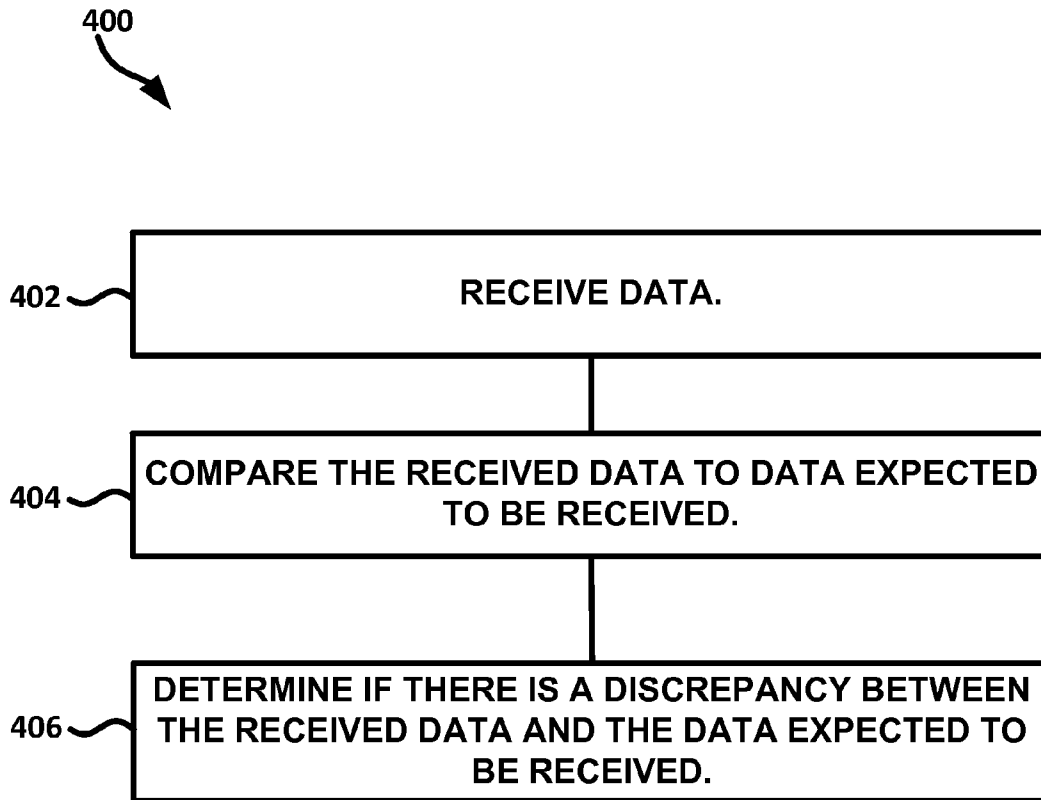 400
402
RECEIVE DATA.
404
COMPARE THE RECEIVED DATA TO DATA EXPECTED
TO BE RECEIVED.
406
DETERMINE IF THERE IS A DISCREPANCY BETWEEN
THE RECEIVED DATA AND THE DATA EXPECTED TO
BE RECEIVED.